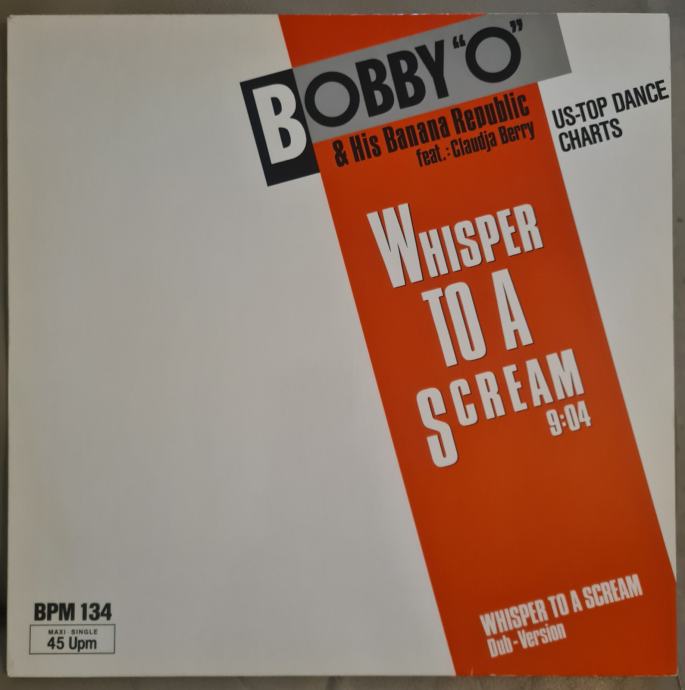 BOBBY "O"
& His Banana Republic
feat.: Claudja Berry
US-TOP DANCE
CHARTS
WHISPER
TO A
SCREAM
9:04
WHISPER TO A SCREAM
Dub-Version
BPM 134
MAXI-SINGLE
45 Upm